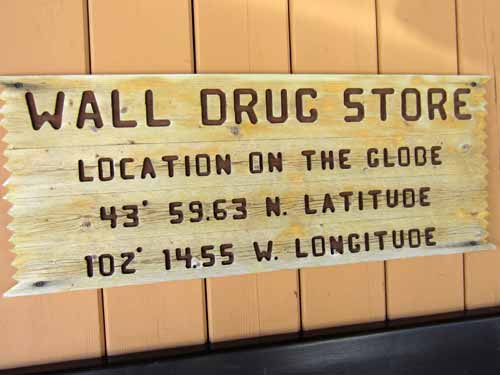 WALL DRUG STORE
LOCATION ON THE GLOBE
43° 59.63 N. LATITUDE
102° 14.55 W. LONGITUDE